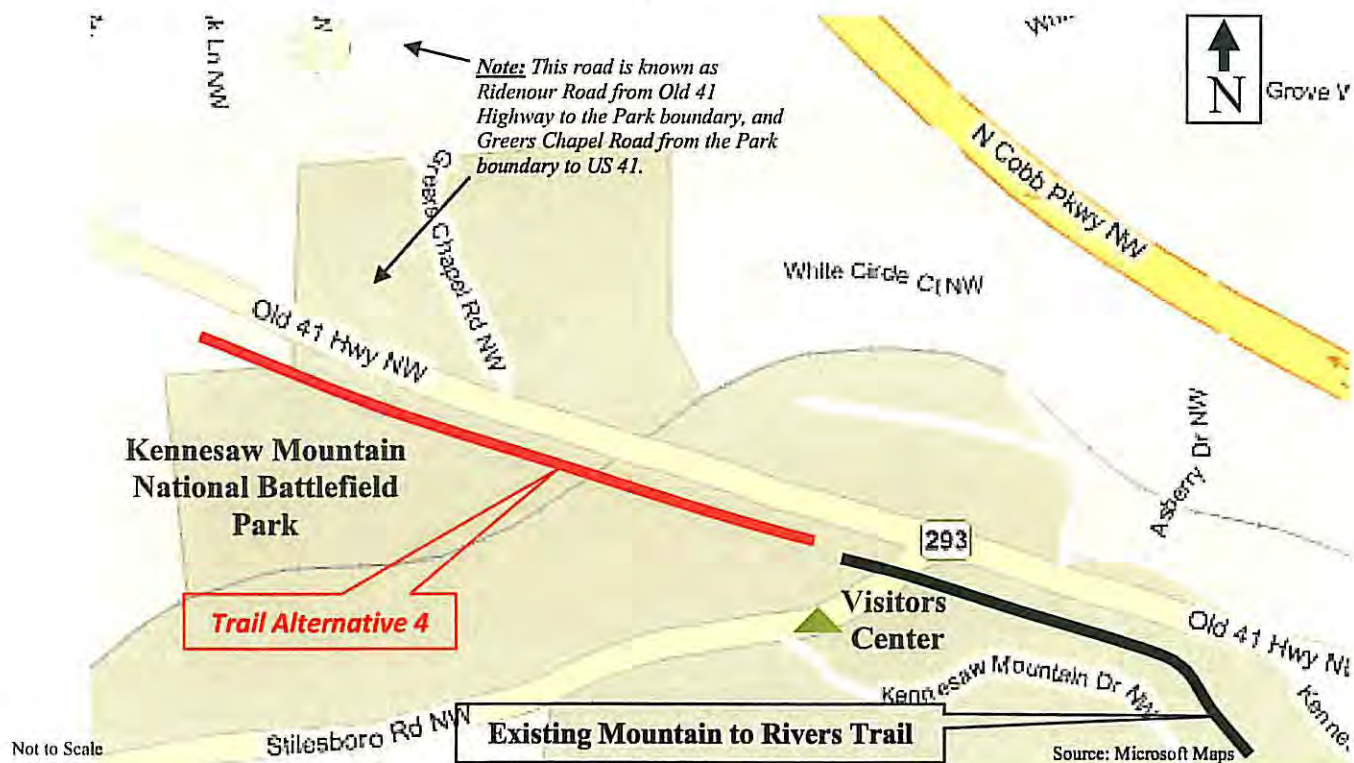 k Ln NW
N
Note: This road is known as
Ridenour Road from Old 41
Highway to the Park boundary, and
Greers Chapel Road from the Park
boundary to US 41.
N
Grove
N Cobb Pkwy NW
Greers Chapel Rd NW
White Circle Ct NW
Old 41 Hwy NW
Asberry Dr NW
Kennesaw Mountain
National Battlefield
Park
293
Trail Alternative 4
Visitors
Center
Old 41 Hwy
Kennesaw Mountain Dr NW
Stilesboro Rd NW
Existing Mountain to Rivers Trail
Not to Scale
Source: Microsoft Maps